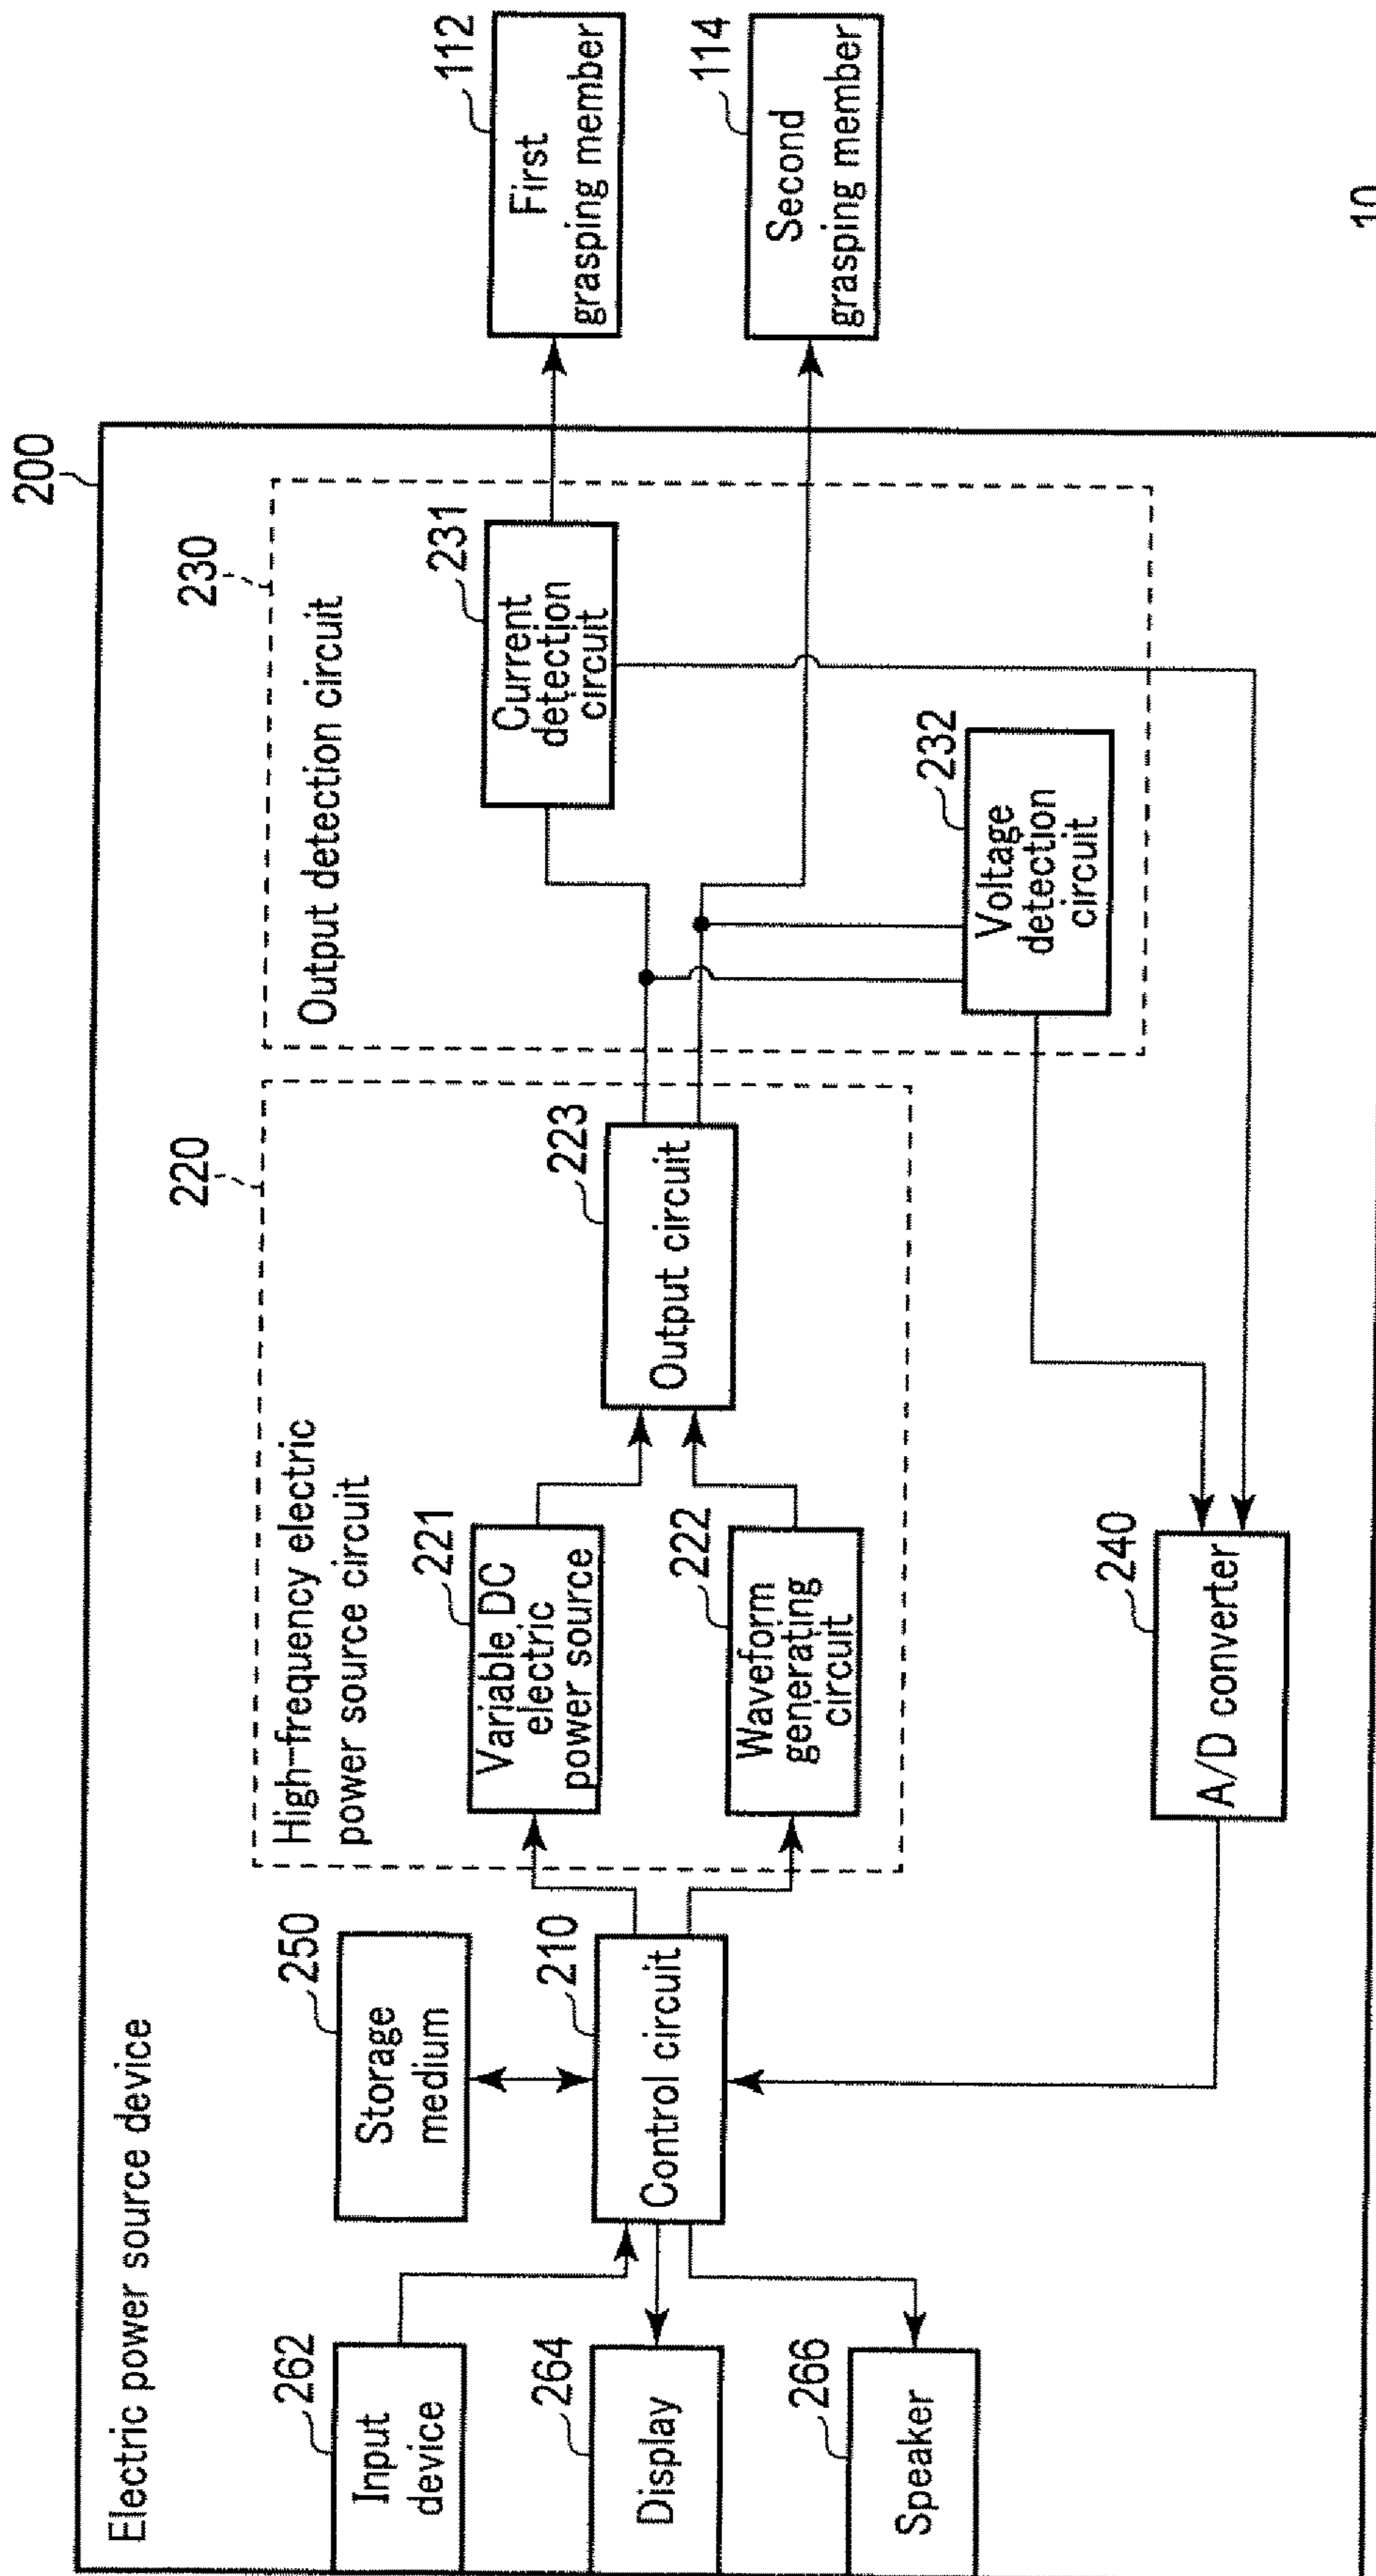 Electric power source device
200
High-frequency electric
power source circuit
220
Output detection circuit
230
Input
device
262
Display
264
Speaker
266
Storage
medium
250
Control circuit
210
Variable DC
electric
power source
221
Waveform
generating
circuit
222
Output circuit
223
Current
detection
circuit
231
Voltage
detection
circuit
232
A/D converter
240
First
grasping member
112
Second
grasping member
114
10